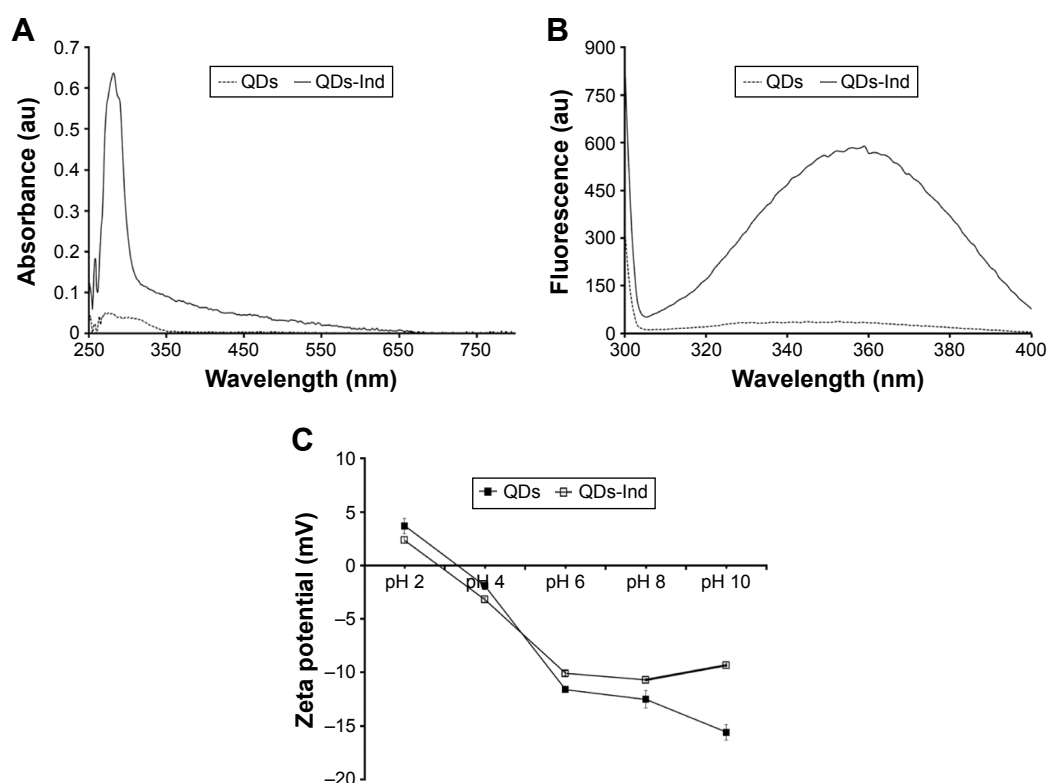 A
Absorbance (au)
0.7
0.6
0.5
0.4
0.3
0.2
0.1
0
QDs QDs-Ind
250 350 450 550 650 750
Wavelength (nm)
B
Fluorescence (au)
900
750
600
450
300
150
0
QDs QDs-Ind
300 320 340 360 380 400
Wavelength (nm)
C
Zeta potential (mV)
10
5
0
–5
–10
–15
–20
QDs QDs-Ind
pH 2 pH 4 pH 6 pH 8 pH 10